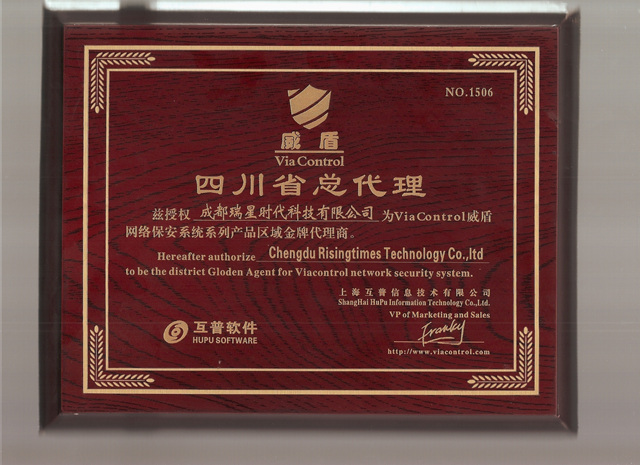 NO.1506
威盾
ViaControl
四川省总代理
兹授权 成都瑞星时代科技有限公司 为ViaControl威盾
网络保安系统系列产品区域金牌代理商。
Hereafter authorize Chengdu Risingtimes Technology Co.,ltd
to be the district Gloden Agent for Viacontrol network security system.
上海互普信息技术有限公司
ShangHai HuPu Information Technology Co.,Ltd.
VP of Marketing and Sales
Franky
互普软件
HUPU SOFTWARE
http://www.viacontrol.com